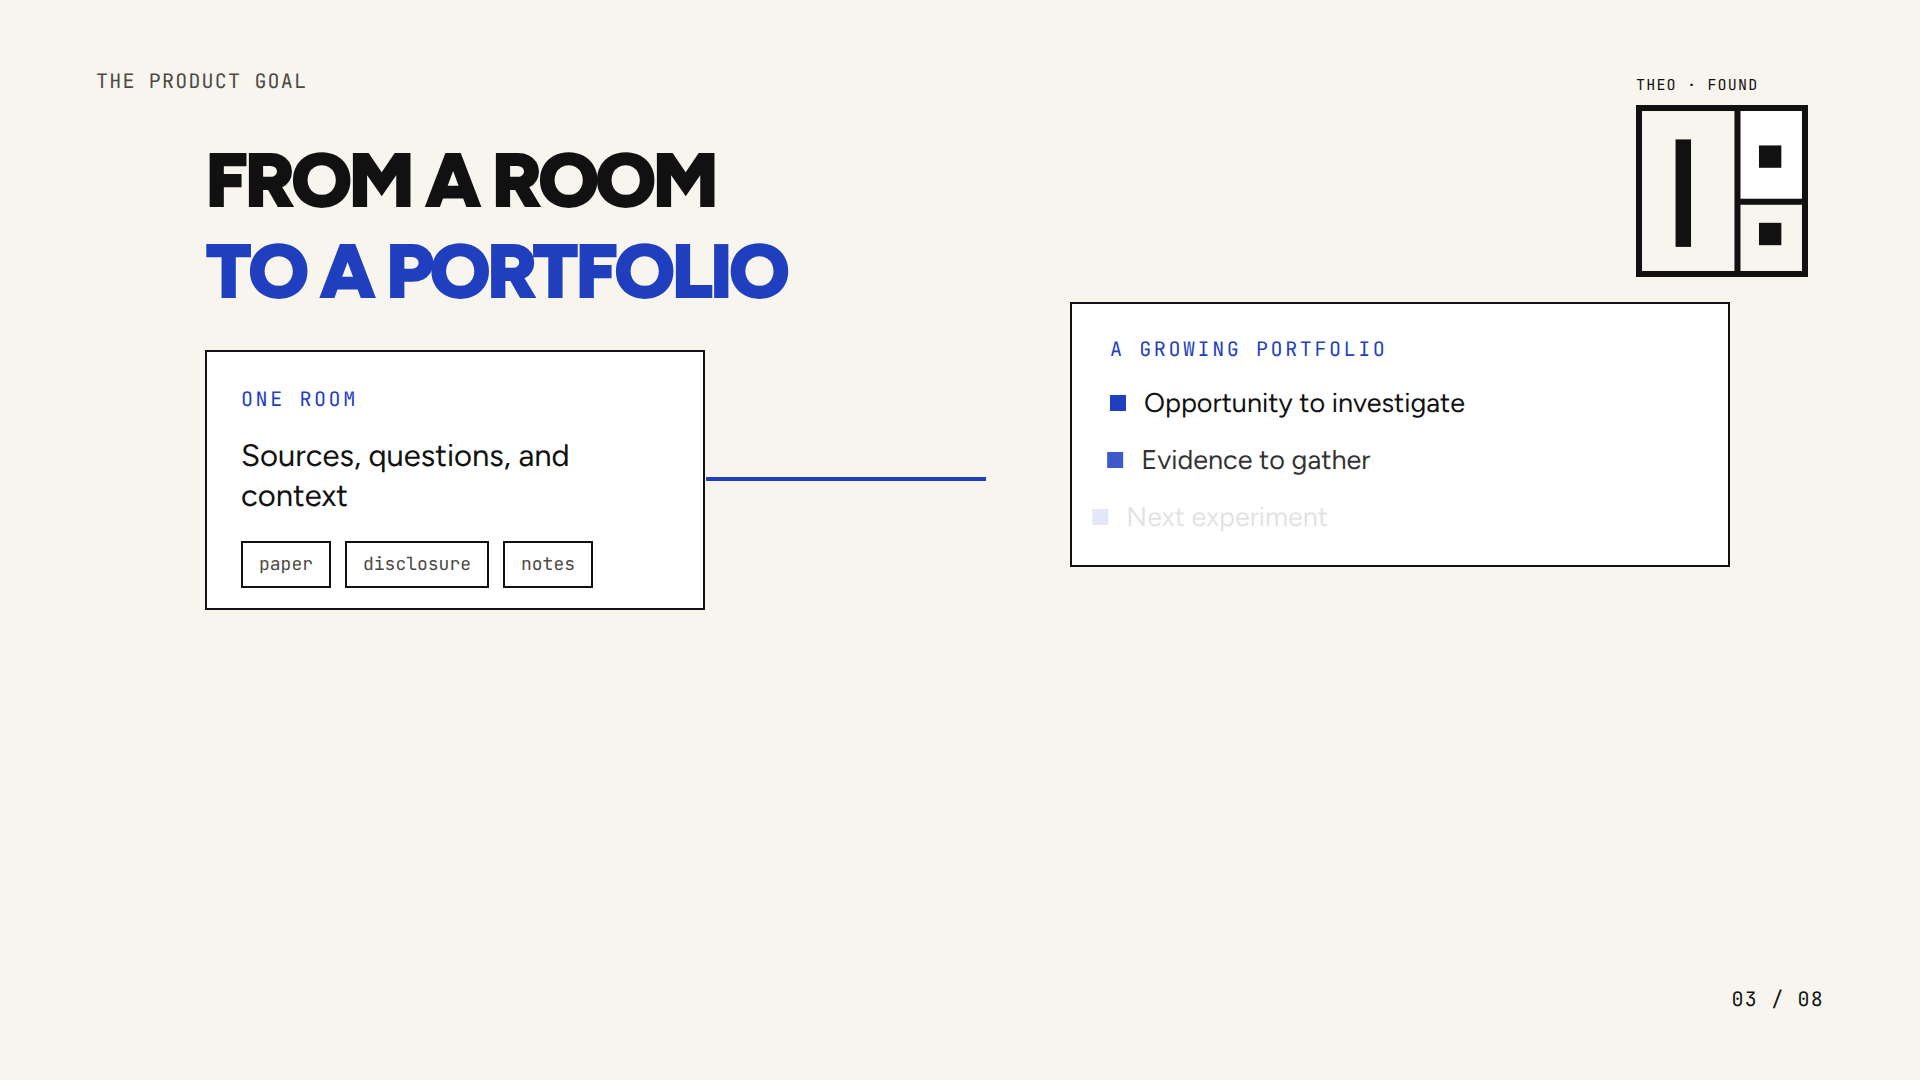 THE PRODUCT GOAL
THEO · FOUND
FROM A ROOM
TO A PORTFOLIO
ONE ROOM
Sources, questions, and
context
paper
disclosure
notes
A GROWING PORTFOLIO
Opportunity to investigate
Evidence to gather
Next experiment
03 / 08